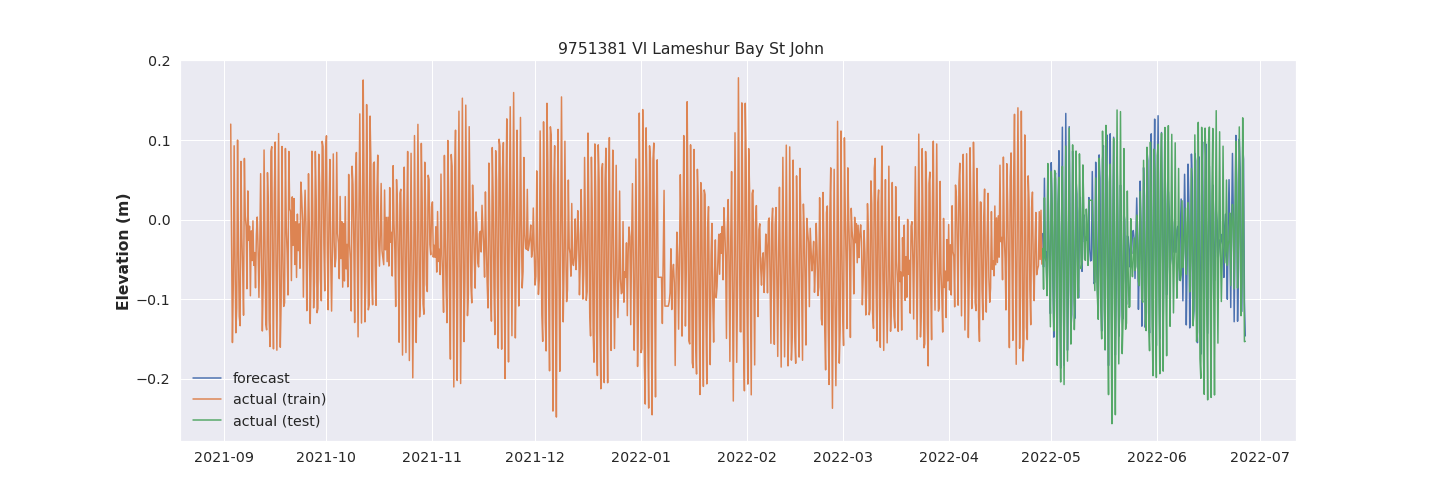 9751381 VI Lameshur Bay St John
Elevation (m)
0.2
0.1
0.0
−0.1
−0.2
forecast
actual (train)
actual (test)
2021-09 2021-10 2021-11 2021-12 2022-01 2022-02 2022-03 2022-04 2022-05 2022-06 2022-07